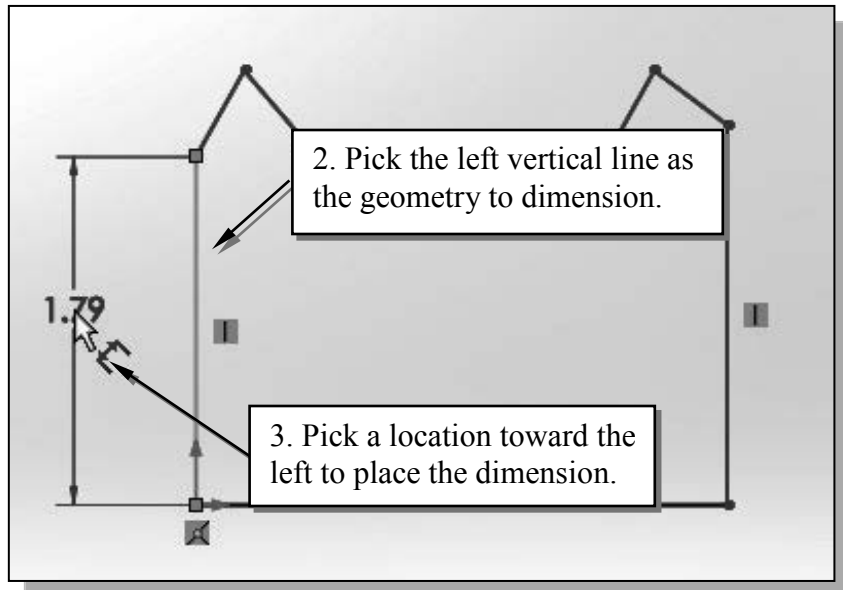 2. Pick the left vertical line as
the geometry to dimension.
1.79
3. Pick a location toward the
left to place the dimension.